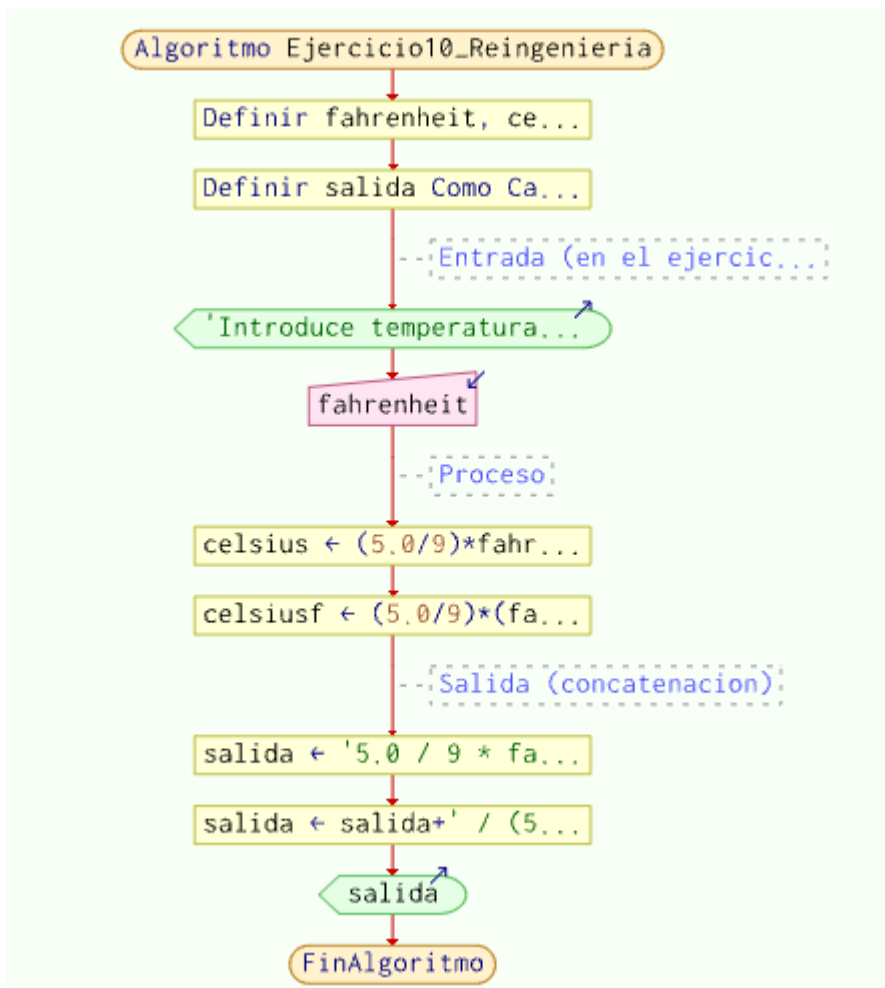 Algoritmo Ejercicio10_Reingenieria
Definir fahrenheit, ce...
Definir salida Como Ca...
Entrada (en el ejercic...
'Introduce temperatura...
fahrenheit
Proceso
celsius ← (5.0/9)*fahr...
celsiusf ← (5.0/9)*(fa...
Salida (concatenacion)
salida ← '5.0 / 9 * fa...
salida ← salida+' / (5...
salida
FinAlgoritmo